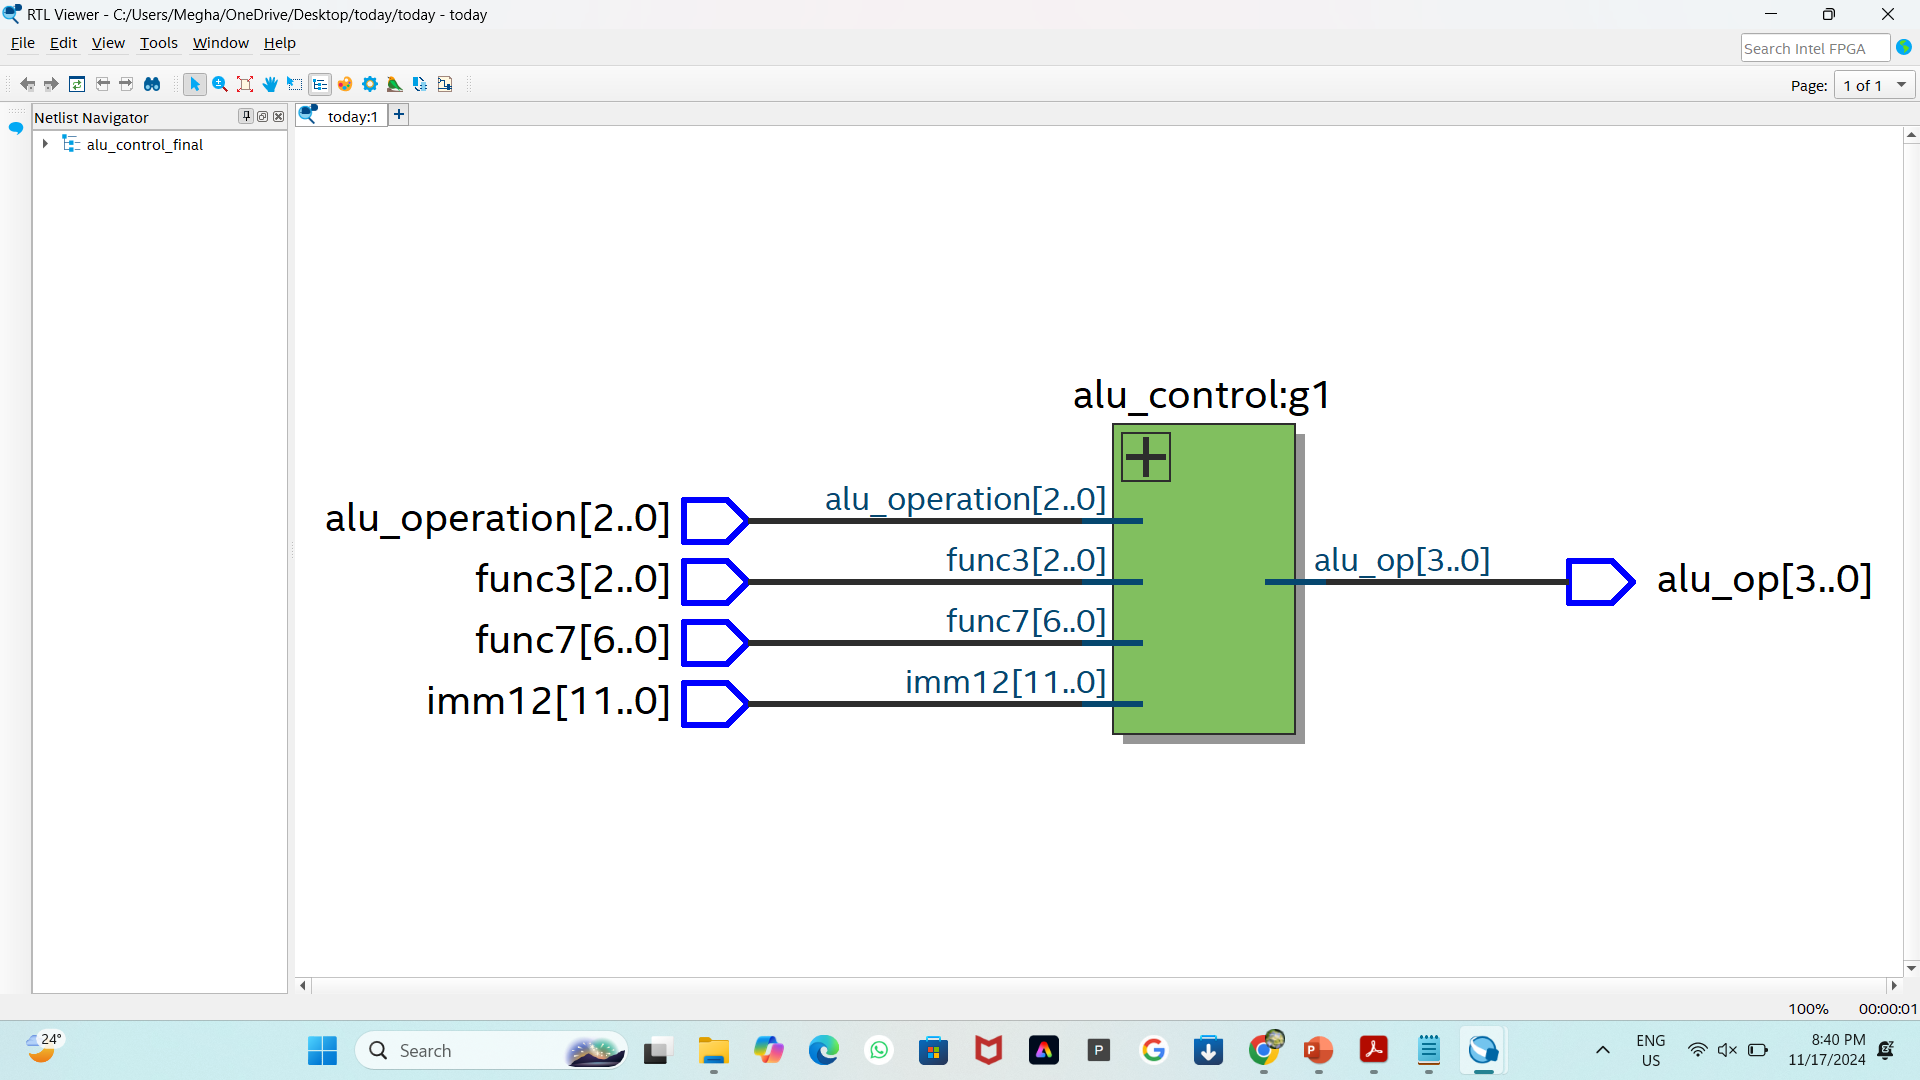 RTL Viewer - C:/Users/Megha/OneDrive/Desktop/today/today - today
File Edit View Tools Window Help
Search Intel FPGA
Page: 1 of 1
Netlist Navigator
today:1
alu_control_final
alu_control:g1
alu_operation[2..0]
alu_operation[2..0]
func3[2..0]
func3[2..0]
alu_op[3..0]
alu_op[3..0]
func7[6..0]
func7[6..0]
imm12[11..0]
imm12[11..0]
100% 00:00:01
24°
Search
P
ENG
US
8:40 PM
11/17/2024